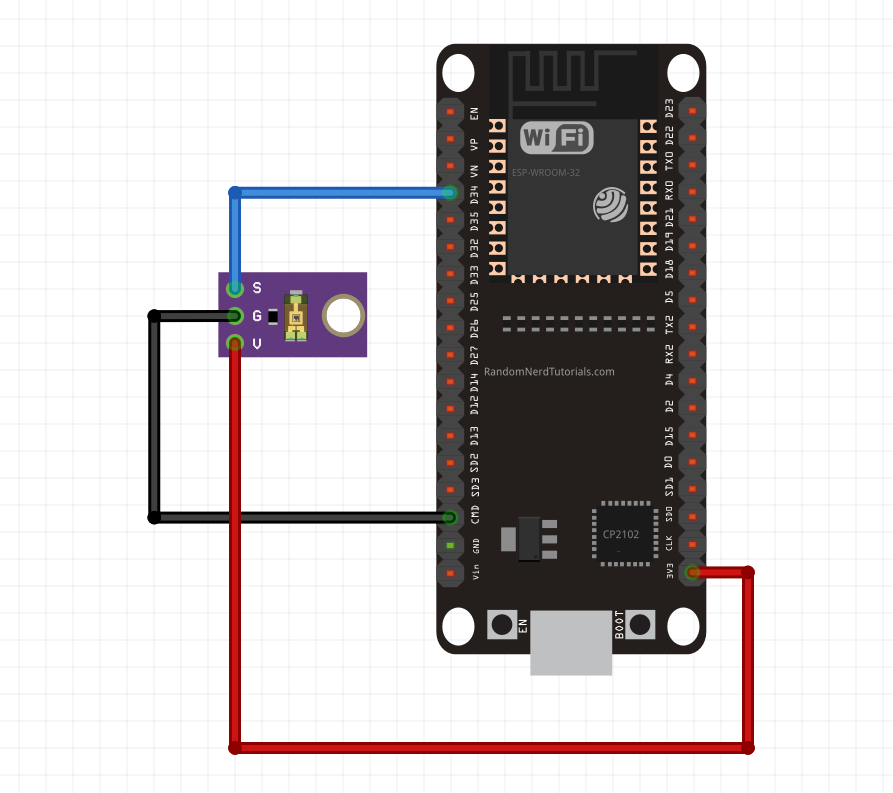 EN
VP
VN
D34
D35
D32
D33
D25
D26
D27
D14
D12
D13
SD2
SD3
CMD
GND
Vin
Wi Fi
ESP-WROOM-32
D23
D22
TX0
RX0
D21
D19
D18
D5
TX2
RX2
D4
D2
D15
D0
SD1
SD0
CLK
3V3
S
G
V
RandomNerdTutorials.com
CP2102
EN
BOOT